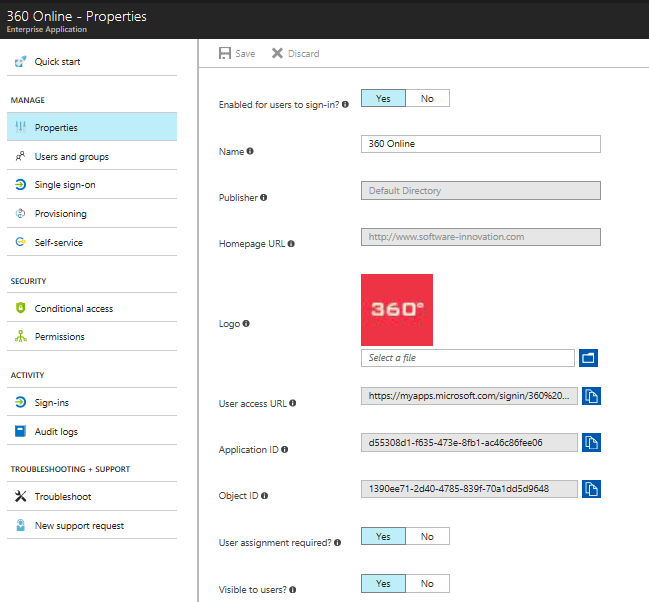 360 Online - Properties
Enterprise Application
Quick start
MANAGE
Properties
Users and groups
Single sign-on
Provisioning
Self-service
SECURITY
Conditional access
Permissions
ACTIVITY
Sign-ins
Audit logs
TROUBLESHOOTING + SUPPORT
Troubleshoot
New support request
Save Discard
Enabled for users to sign-in? Yes No
Name 360 Online
Publisher Default Directory
Homepage URL http://www.software-innovation.com
Logo 360°
Select a file
User access URL https://myapps.microsoft.com/signin/360%20...
Application ID d55308d1-f635-473e-8fb1-ac46c86fee06
Object ID 1390ee71-2d40-4785-839f-70a1dd5d9648
User assignment required? Yes No
Visible to users? Yes No